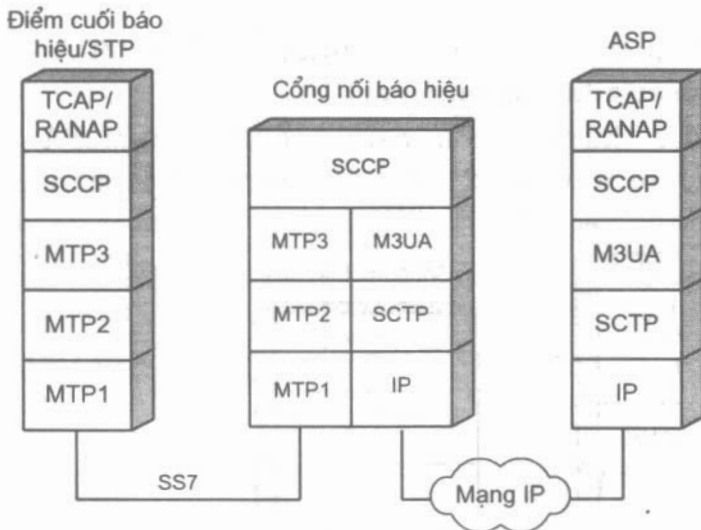 Điểm cuối báo
hiệu/STP
TCAP/
RANAP
SCCP
MTP3
MTP2
MTP1
Cổng nối báo hiệu
SCCP
MTP3 M3UA
MTP2 SCTP
MTP1 IP
ASP
TCAP/
RANAP
SCCP
M3UA
SCTP
IP
SS7
Mạng IP